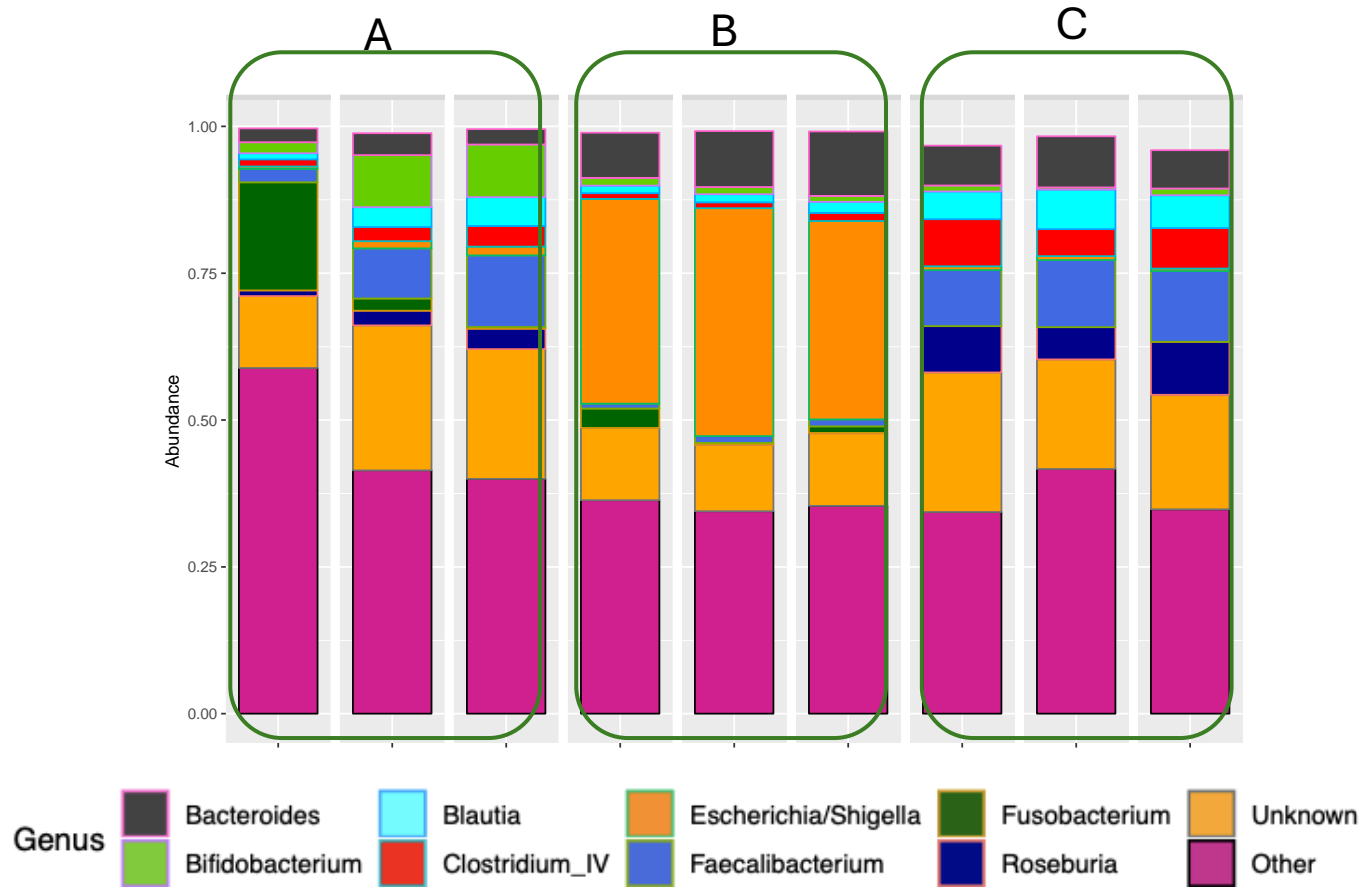 A B C
1.00
0.75
0.50
0.25
0.00
Abundance
Genus
Bacteroides Blautia Escherichia/Shigella Fusobacterium Unknown
Bifidobacterium Clostridium_IV Faecalibacterium Roseburia Other